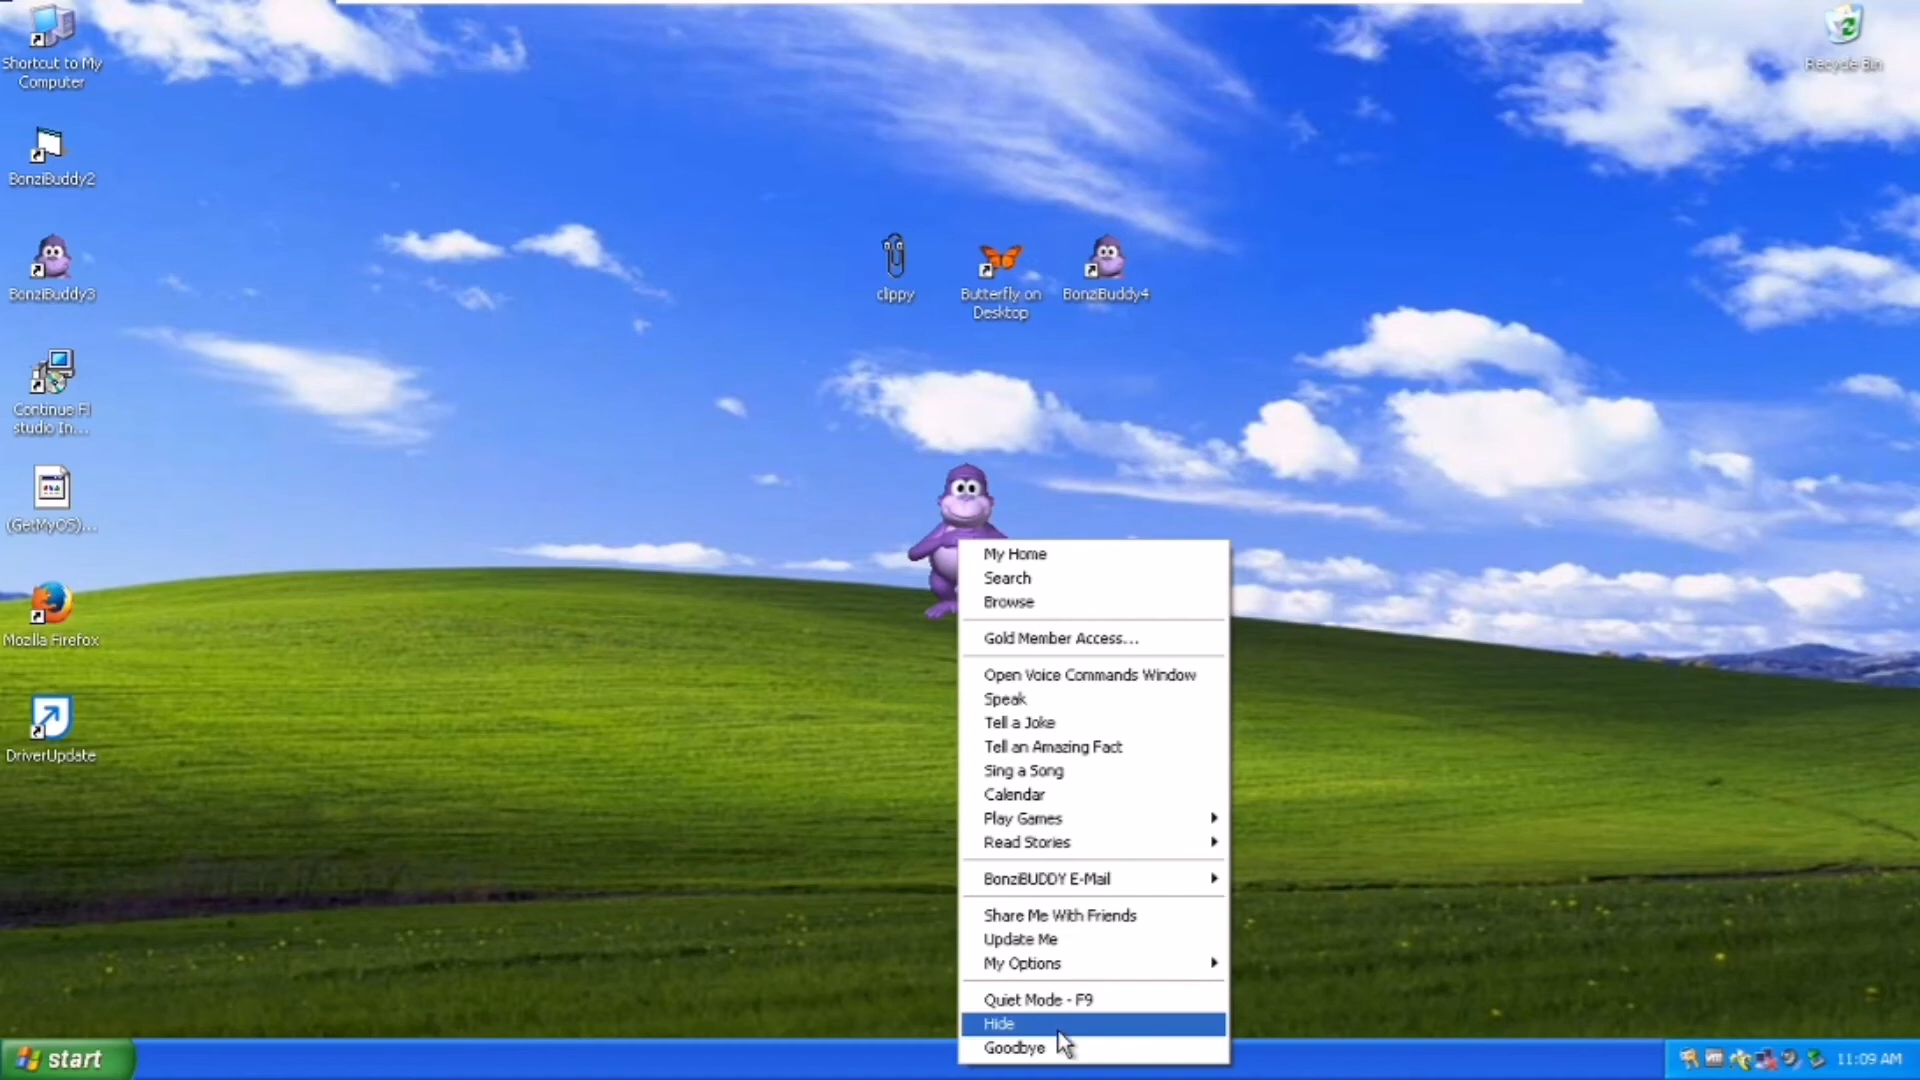 Shortcut to My
Computer
Recycle Bin
BonziBuddy2
BonziBuddy3
clippy
Butterfly on
Desktop
BonziBuddy4
Continue Fl
studio In...
(GetMyOS)...
Mozilla Firefox
DriverUpdate
My Home
Search
Browse
Gold Member Access...
Open Voice Commands Window
Speak
Tell a Joke
Tell an Amazing Fact
Sing a Song
Calendar
Play Games
Read Stories
BonziBUDDY E-Mail
Share Me With Friends
Update Me
My Options
Quiet Mode - F9
Hide
Goodbye
start
11:09 AM